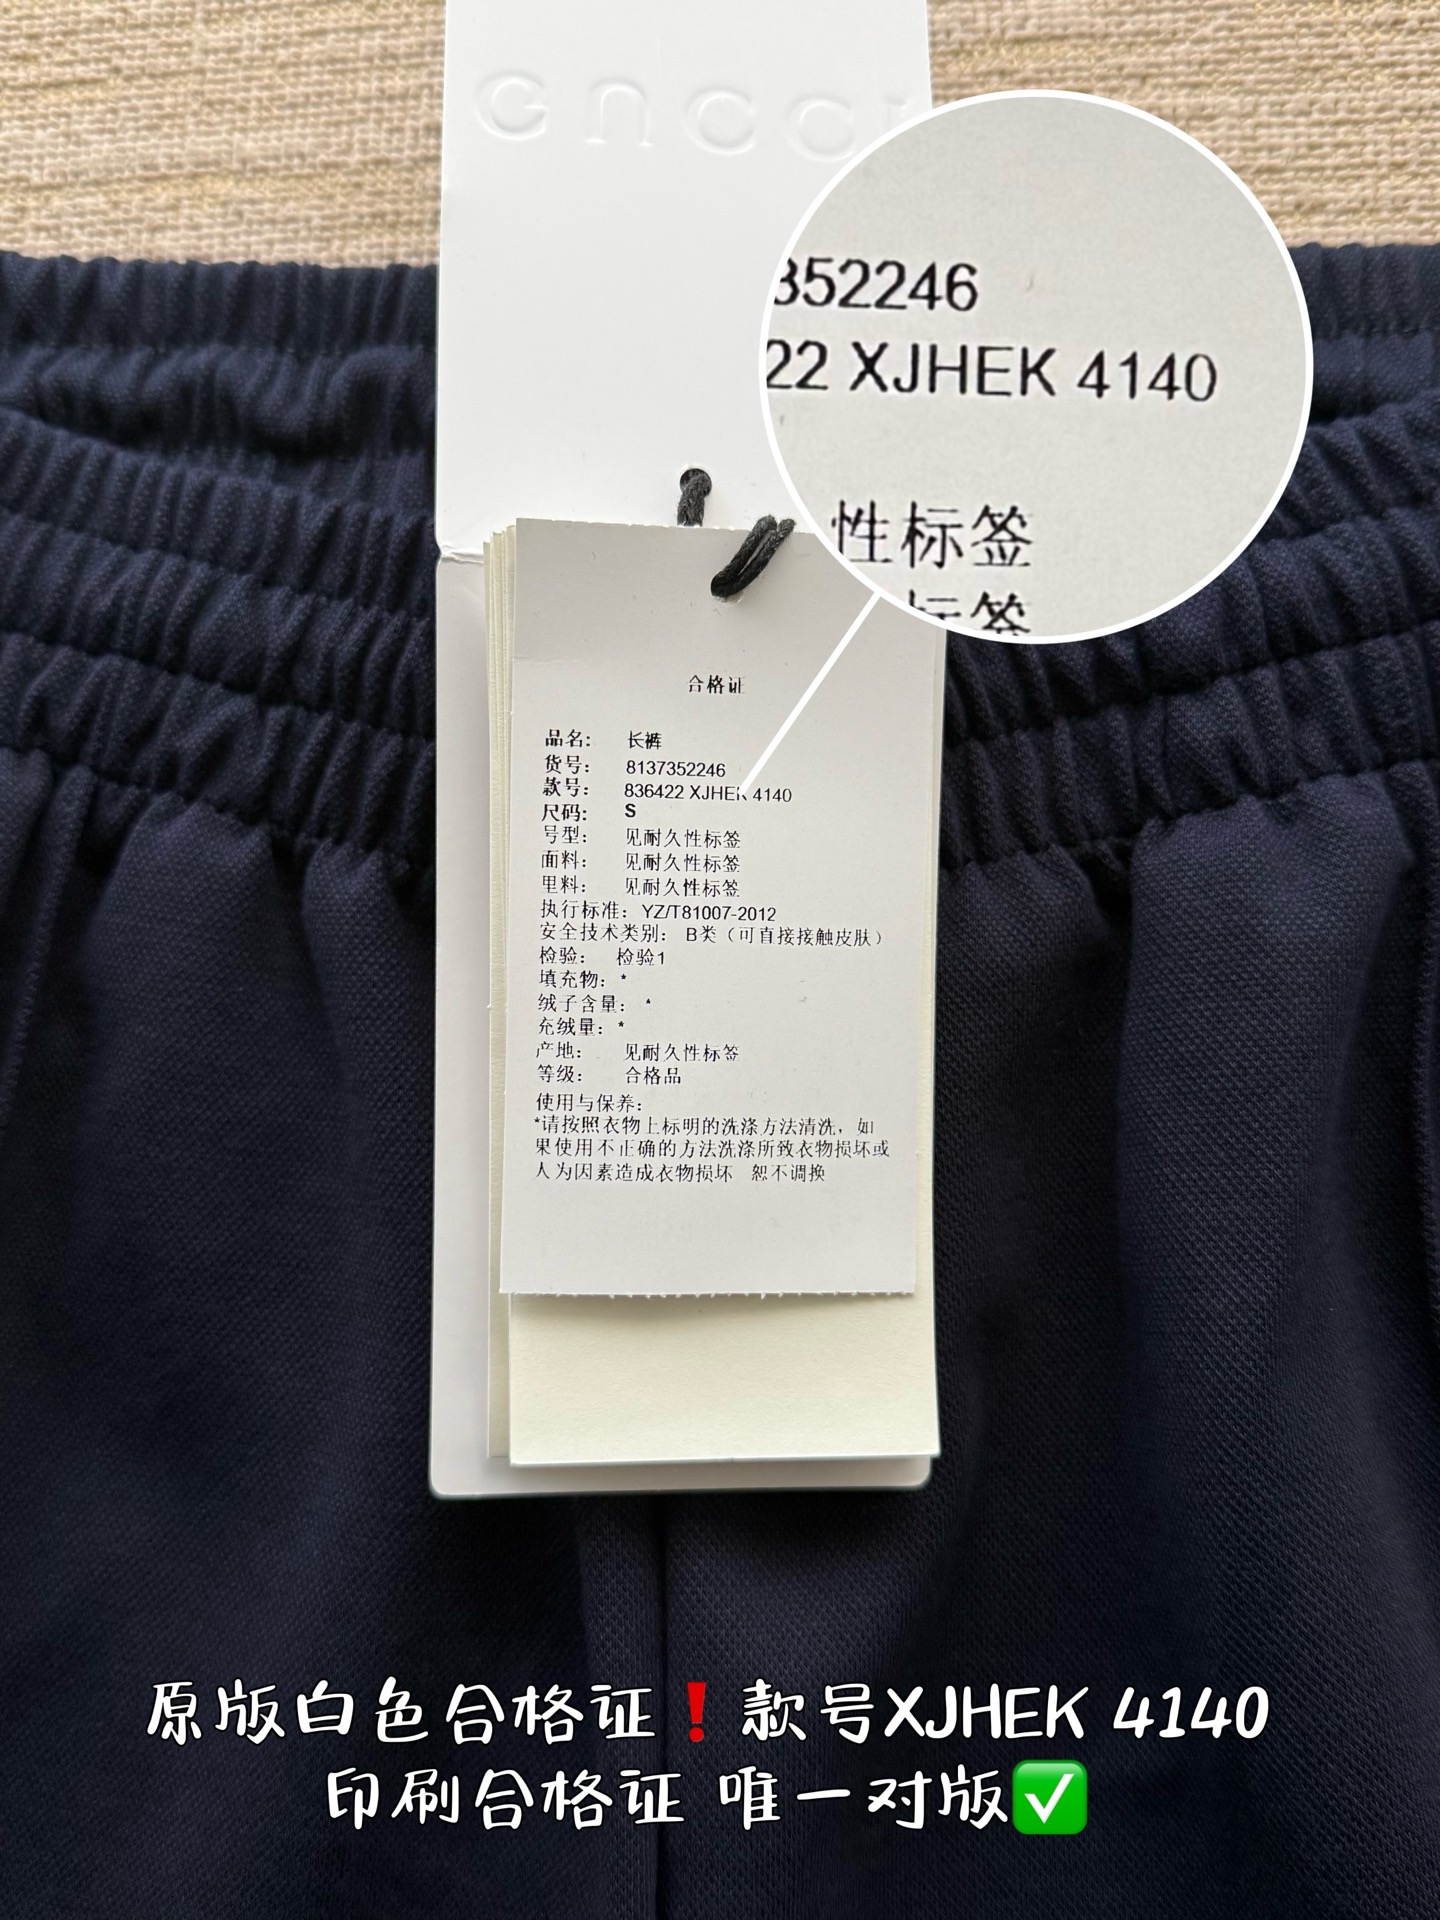 GUCCI
352246
22 XJHEK 4140
性标签
标签
合格证
品名： 长裤
货号： 8137352246
款号： 836422 XJHEK 4140
尺码： S
号型： 见耐久性标签
面料： 见耐久性标签
里料： 见耐久性标签
执行标准： YZ/T81007-2012
安全技术类别： B类（可直接接触皮肤）
检验： 检验1
填充物：*
绒子含量： *
充绒量：*
产地： 见耐久性标签
等级： 合格品
使用与保养：
*请按照衣物上标明的洗涤方法清洗，如
果使用不正确的方法洗涤所致衣物损坏或
人为因素造成衣物损坏 恕不调换
原版白色合格证❗款号XJHEK 4140
印刷合格证 唯一对版✅